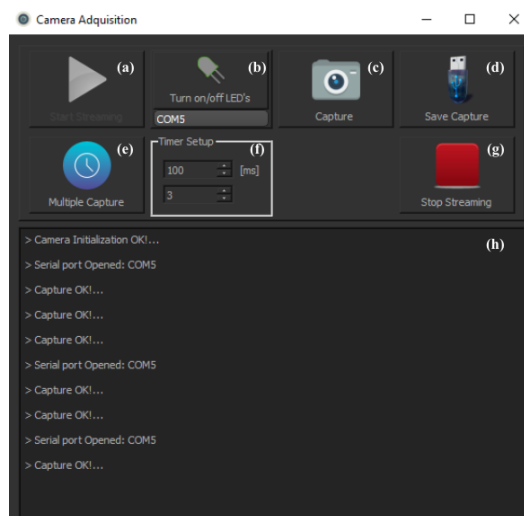 Camera Adquisition
(a)
(b)
(c)
(d)
Start Streaming
Turn on/off LED's
COM5
Capture
Save Capture
(e)
Timer Setup
(f)
(g)
100
[ms]
3
Multiple Capture
Stop Streaming
(h)
> Camera Initialization OK!...
> Serial port Opened: COM5
> Capture OK!...
> Capture OK!...
> Capture OK!...
> Serial port Opened: COM5
> Capture OK!...
> Capture OK!...
> Serial port Opened: COM5
> Capture OK!...